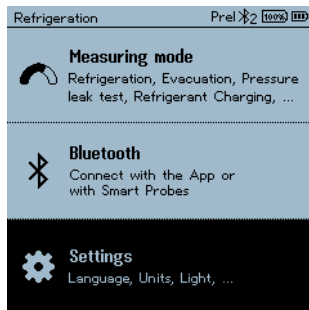 Refrigeration Prel 2 100%
Measuring mode
Refrigeration, Evacuation, Pressure
leak test, Refrigerant Charging, ...
Bluetooth
Connect with the App or
with Smart Probes
Settings
Language, Units, Light, ...